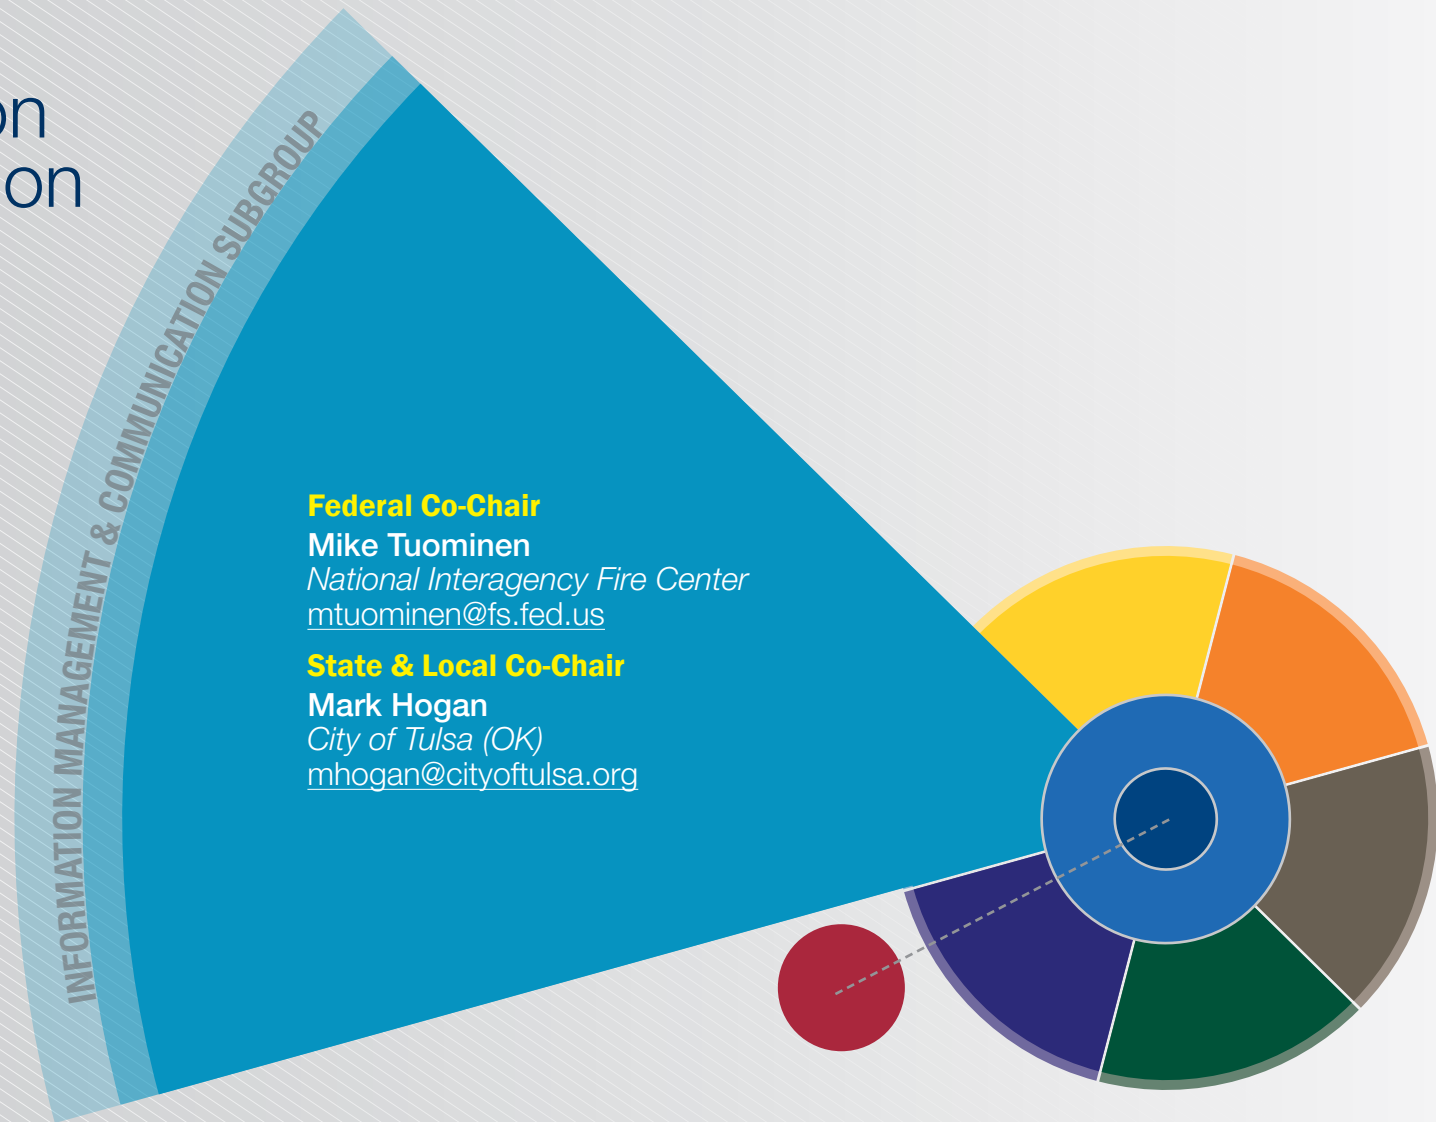 on
on
INFORMATION MANAGEMENT & COMMUNICATION SUBGROUP
Federal Co-Chair
Mike Tuominen
National Interagency Fire Center
mtuominen@fs.fed.us
State & Local Co-Chair
Mark Hogan
City of Tulsa (OK)
mhogan@cityoftulsa.org